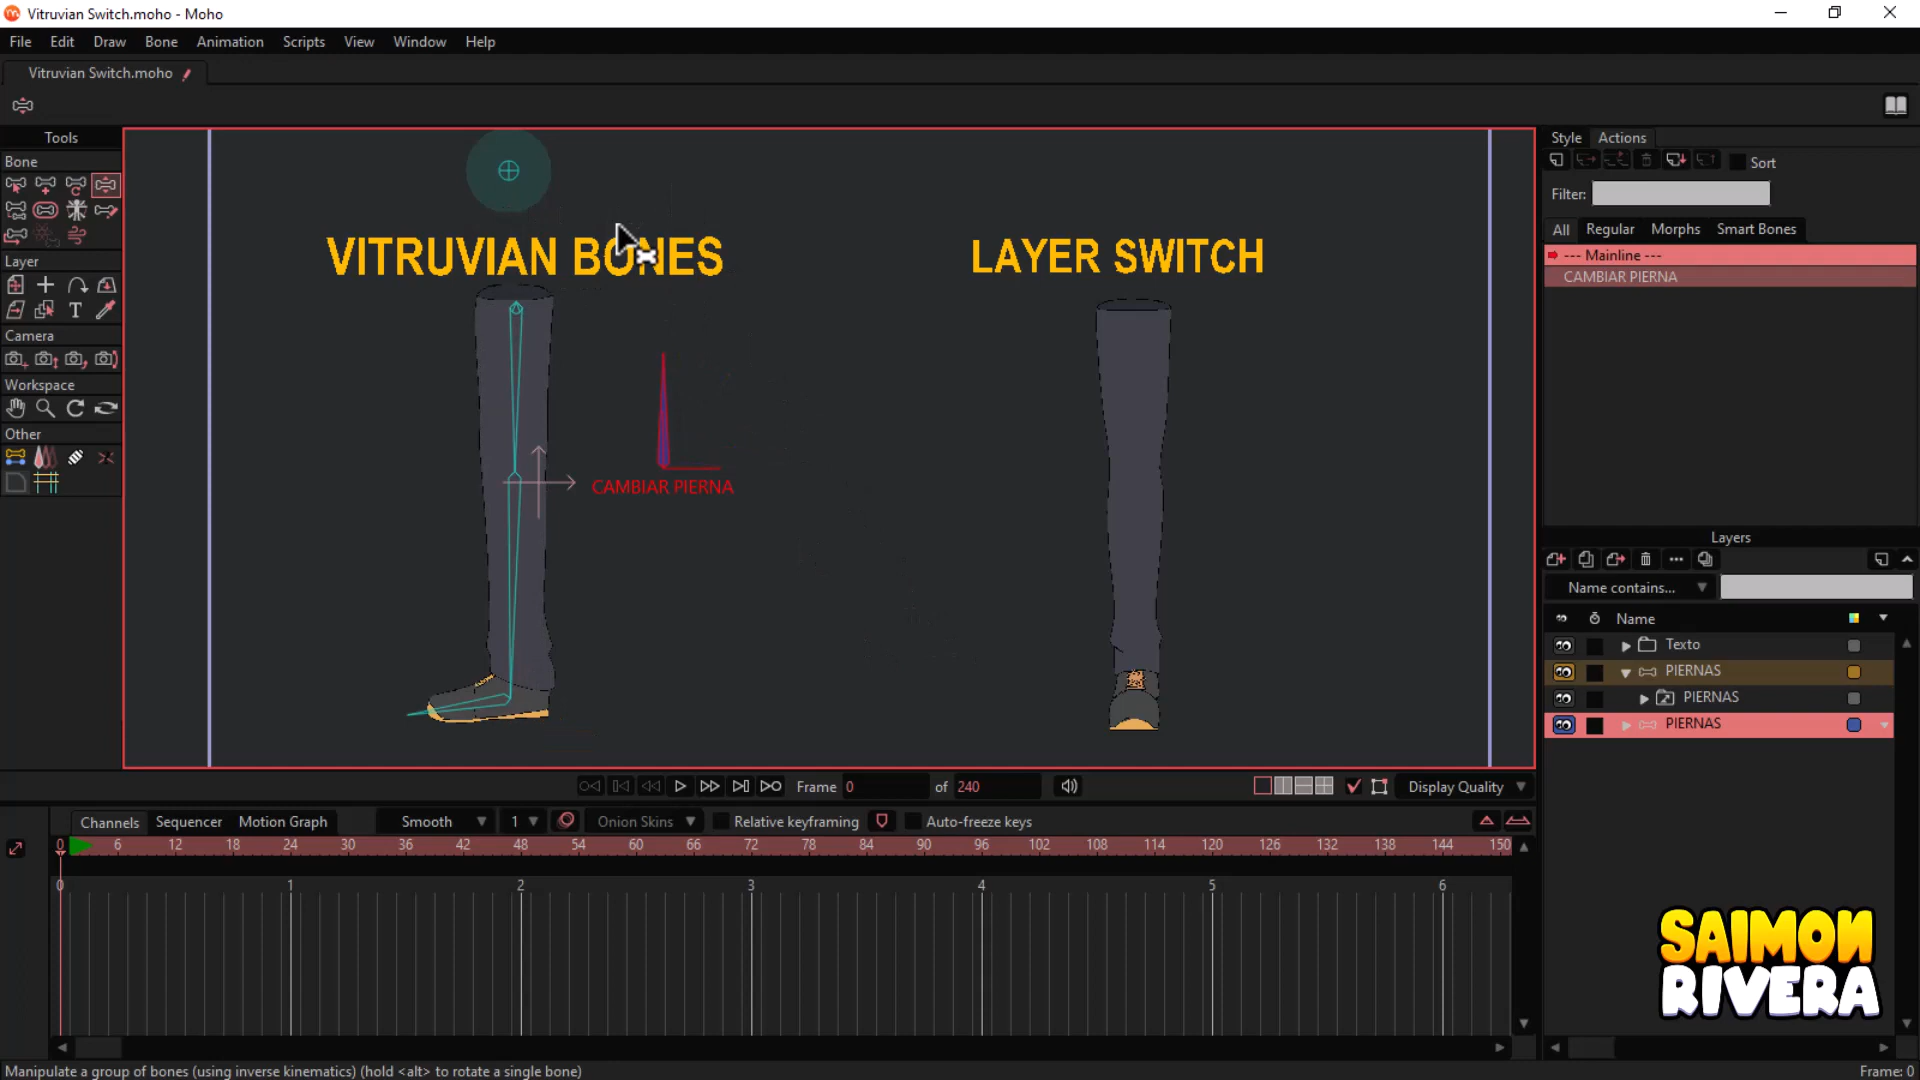 Vitruvian Switch.moho - Moho
File Edit Draw Bone Animation Scripts View Window Help
Vitruvian Switch.moho
Tools
Bone
Layer
T
Camera
Workspace
Other
VITRUVIAN BONES
LAYER SWITCH
CAMBIAR PIERNA
Style Actions
Sort
Filter:
All Regular Morphs Smart Bones
--- Mainline ---
CAMBIAR PIERNA
Layers
Name contains...
Name
Texto
PIERNAS
PIERNAS
PIERNAS
Frame 0 of 240 Display Quality
Channels Sequencer Motion Graph Smooth 1 Onion Skins Relative keyframing Auto-freeze keys
0 6 12 18 24 30 36 42 48 54 60 66 72 78 84 90 96 102 108 114 120 126 132 138 144 150
0 1 2 3 4 5 6
SAIMON
RIVERA
Manipulate a group of bones (using inverse kinematics) (hold <alt> to rotate a single bone) Frame: 0